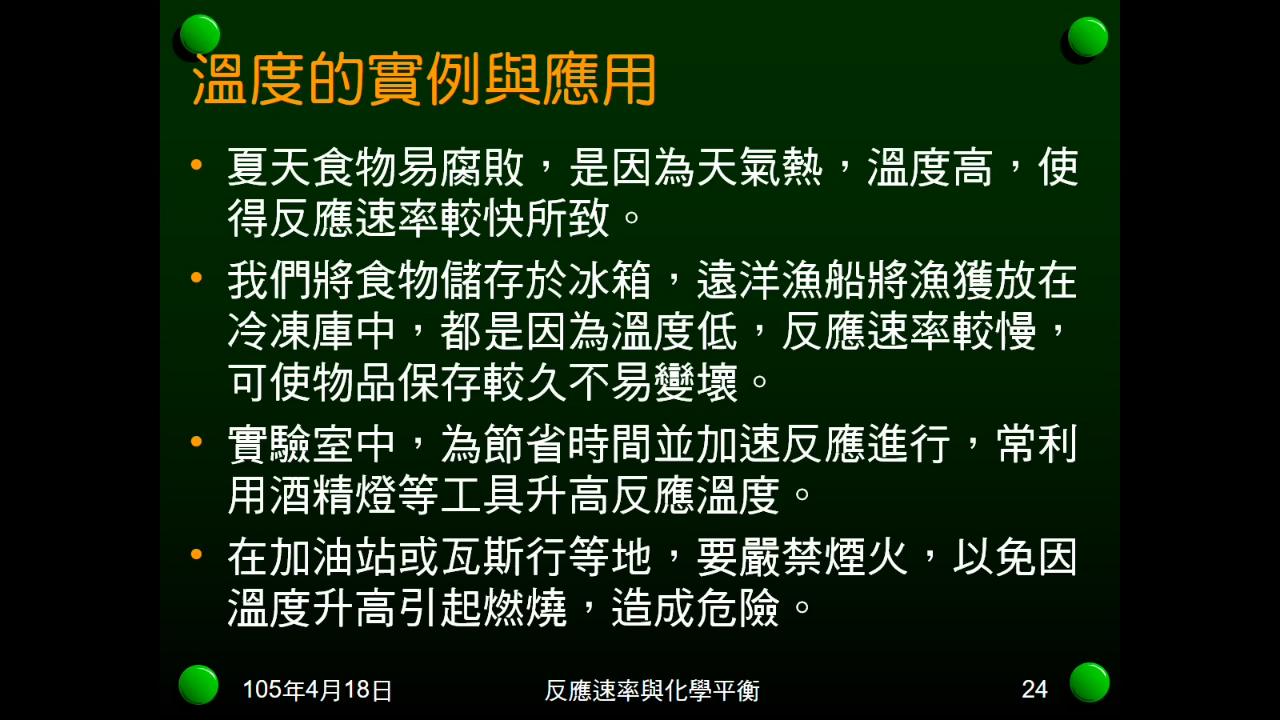 溫度的實例與應用
• 夏天食物易腐敗，是因為天氣熱，溫度高，使
得反應速率較快所致。
• 我們將食物儲存於冰箱，遠洋漁船將漁獲放在
冷凍庫中，都是因為溫度低，反應速率較慢，
可使物品保存較久不易變壞。
• 實驗室中，為節省時間並加速反應進行，常利
用酒精燈等工具升高反應溫度。
• 在加油站或瓦斯行等地，要嚴禁煙火，以免因
溫度升高引起燃燒，造成危險。
105年4月18日 反應速率與化學平衡 24